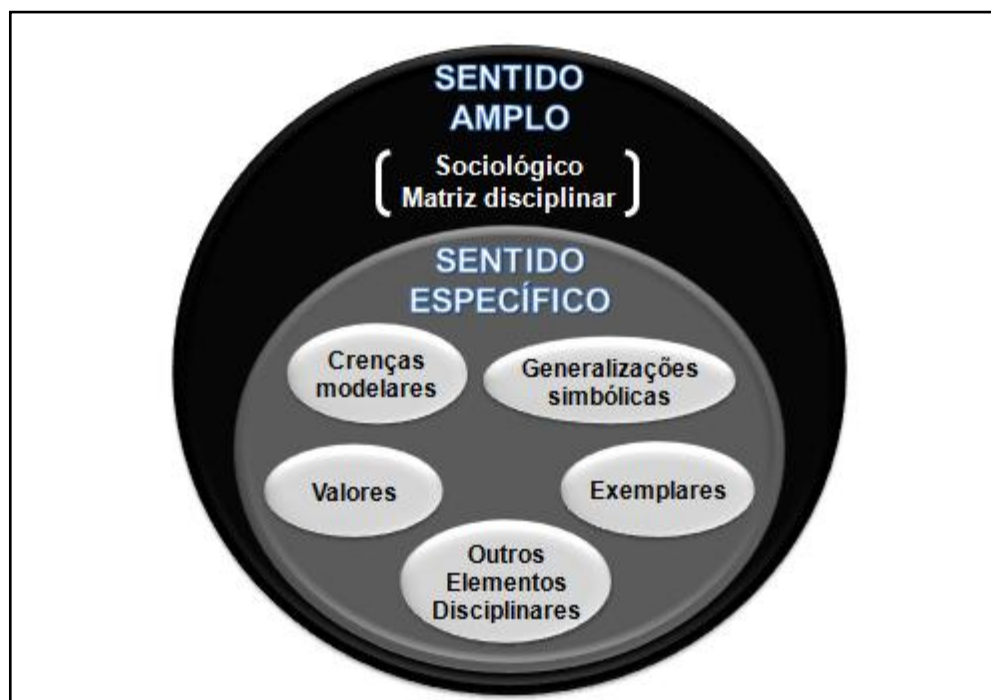 SENTIDO
AMPLO
Sociológico
Matriz disciplinar
SENTIDO
ESPECÍFICO
Crenças
modelares
Generalizações
simbólicas
Valores
Exemplares
Outros
Elementos
Disciplinares